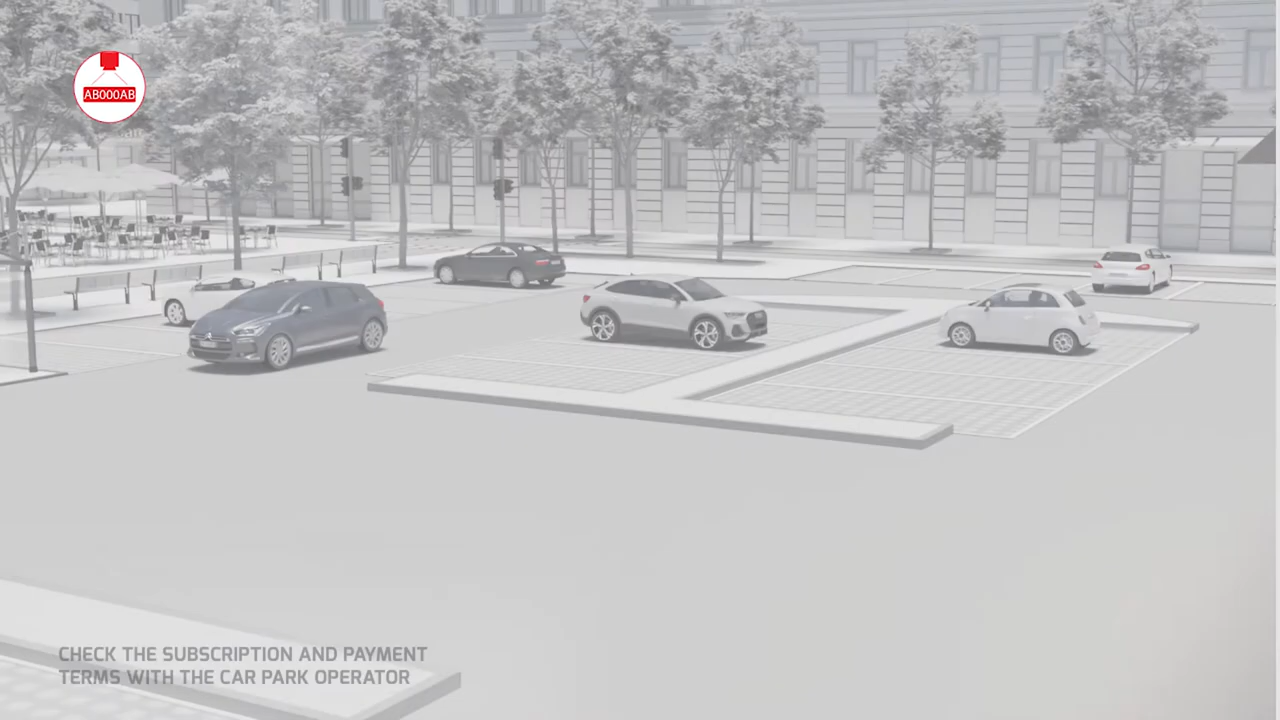 AB000AB
CHECK THE SUBSCRIPTION AND PAYMENT
TERMS WITH THE CAR PARK OPERATOR